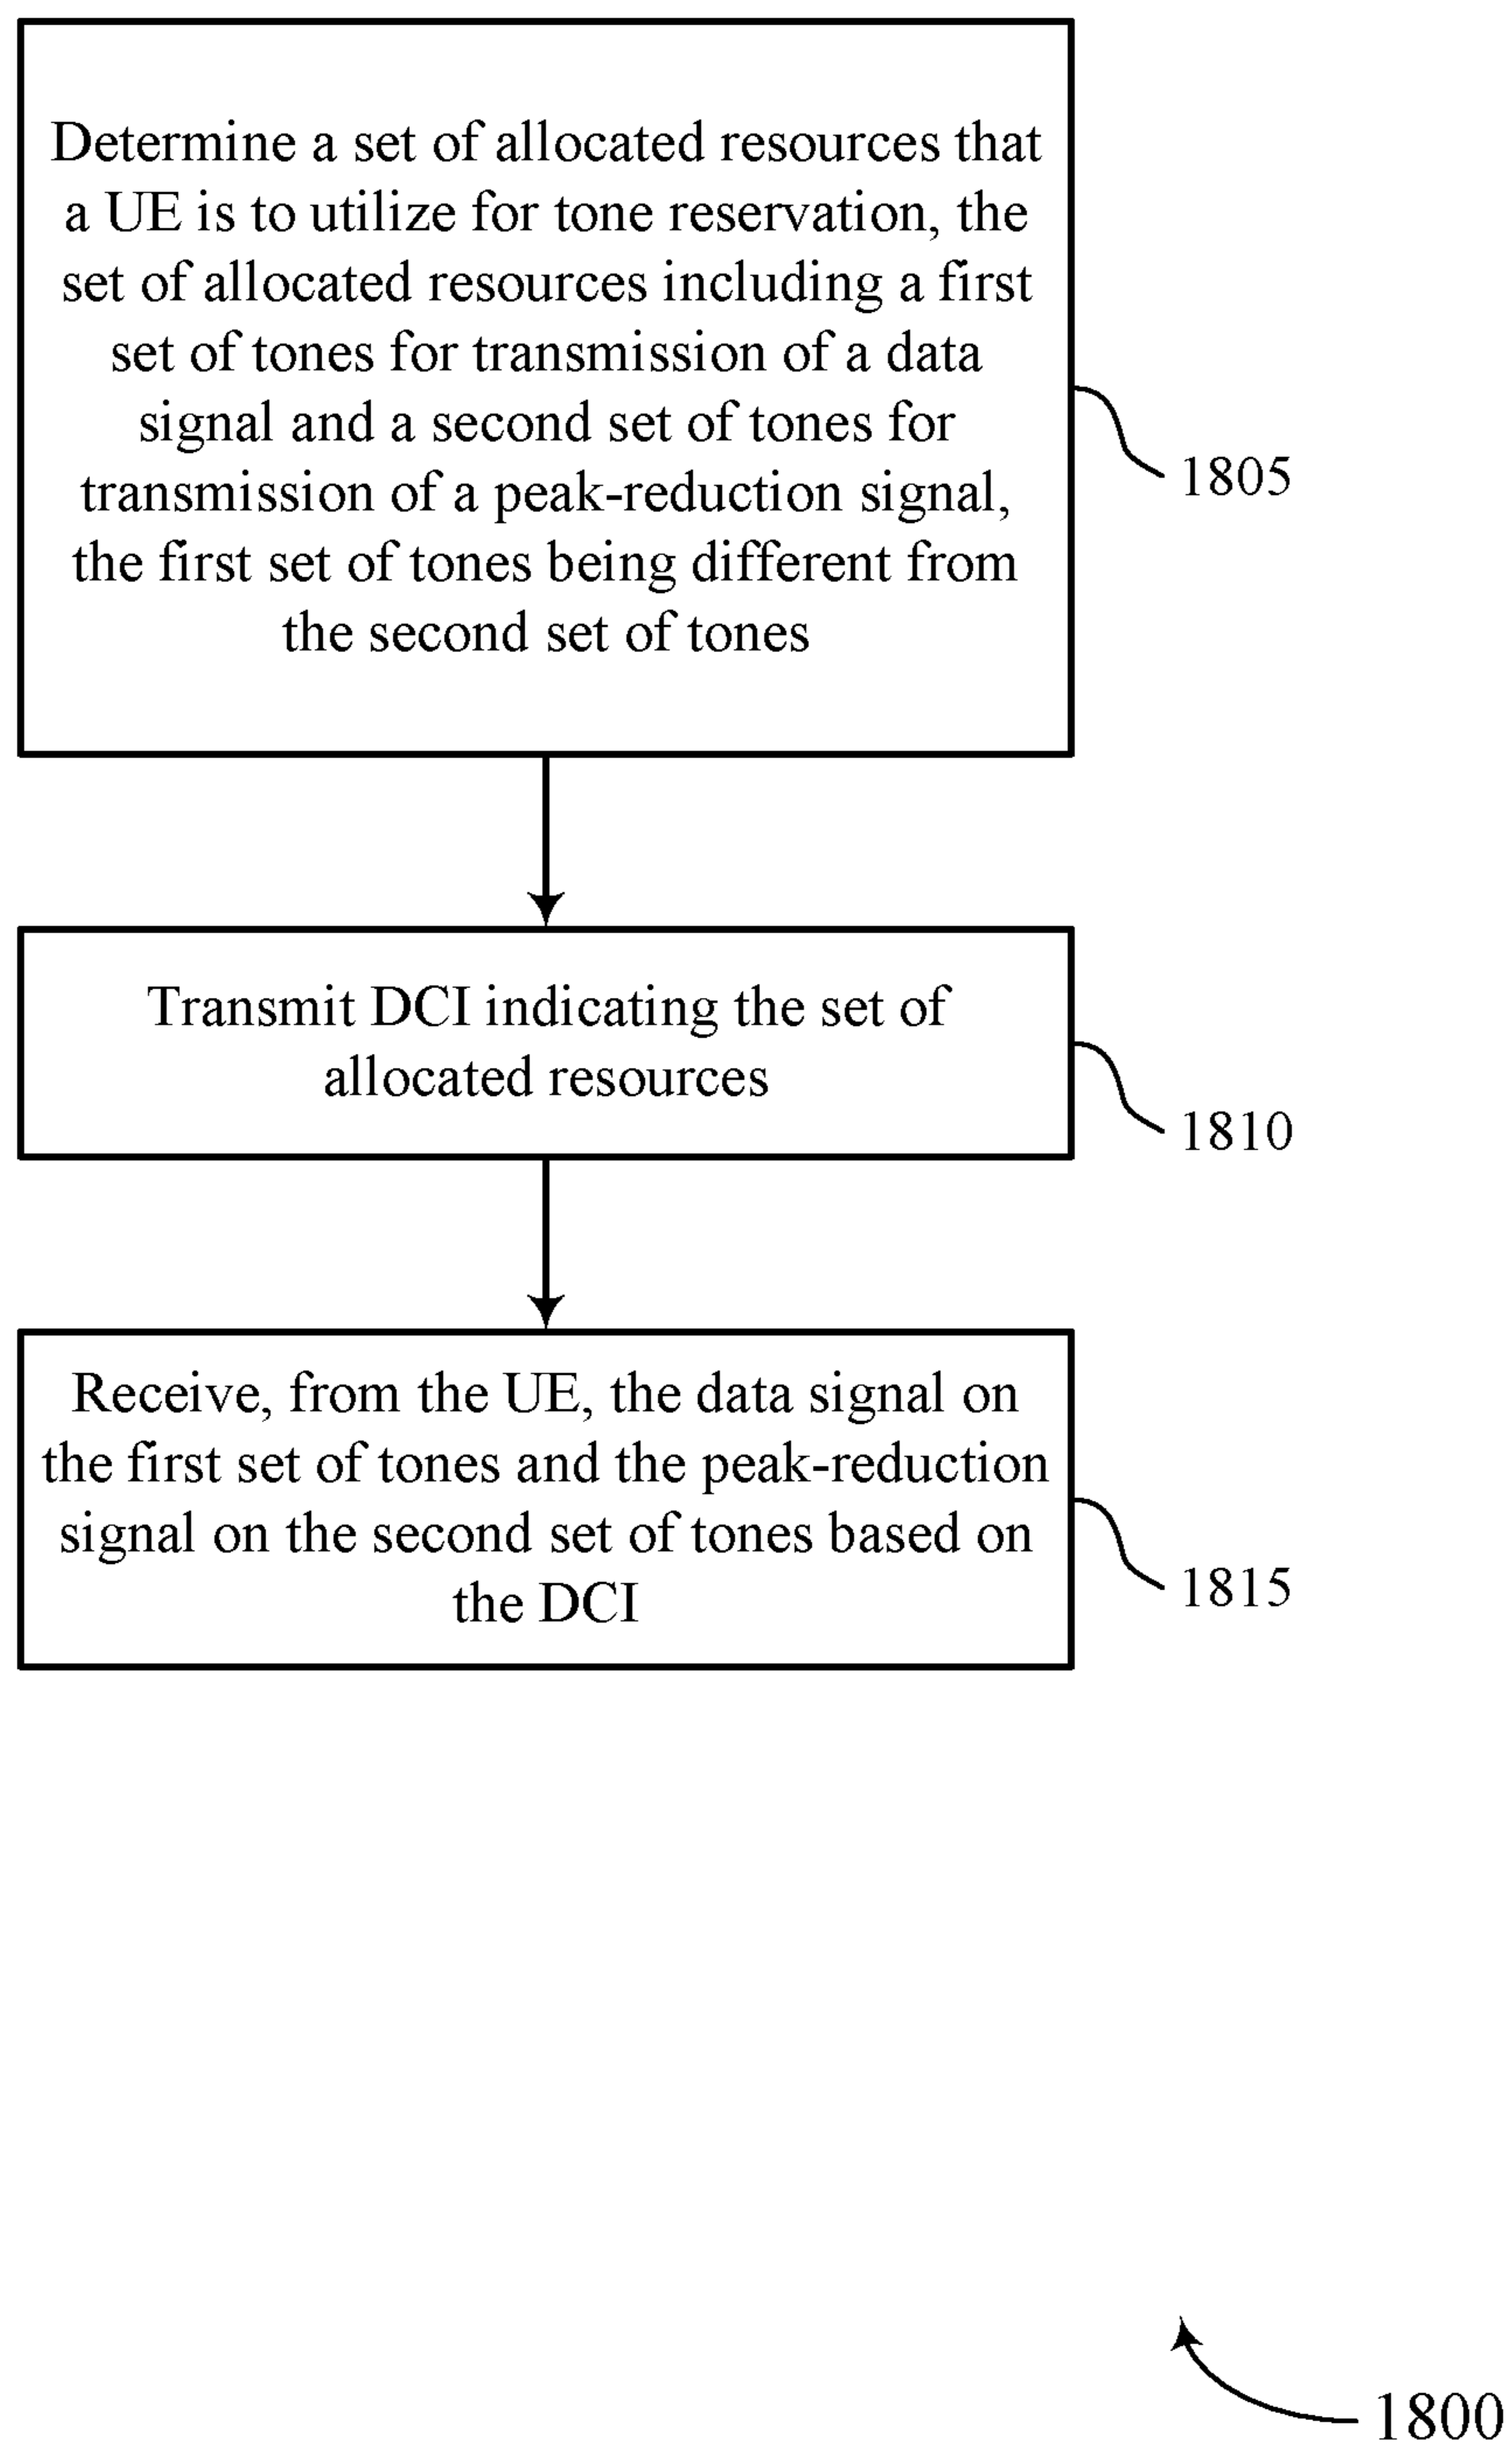 Determine a set of allocated resources that
a UE is to utilize for tone reservation, the
set of allocated resources including a first
set of tones for transmission of a data
signal and a second set of tones for
transmission of a peak-reduction signal,
the first set of tones being different from
the second set of tones
1805
Transmit DCI indicating the set of
allocated resources
1810
Receive, from the UE, the data signal on
the first set of tones and the peak-reduction
signal on the second set of tones based on
the DCI
1815
1800